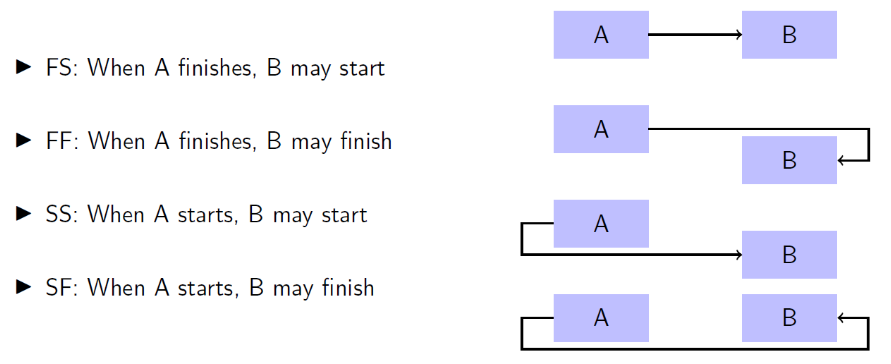 A B
► FS: When A finishes, B may start
A
► FF: When A finishes, B may finish
B
► SS: When A starts, B may start
A
B
► SF: When A starts, B may finish
A B